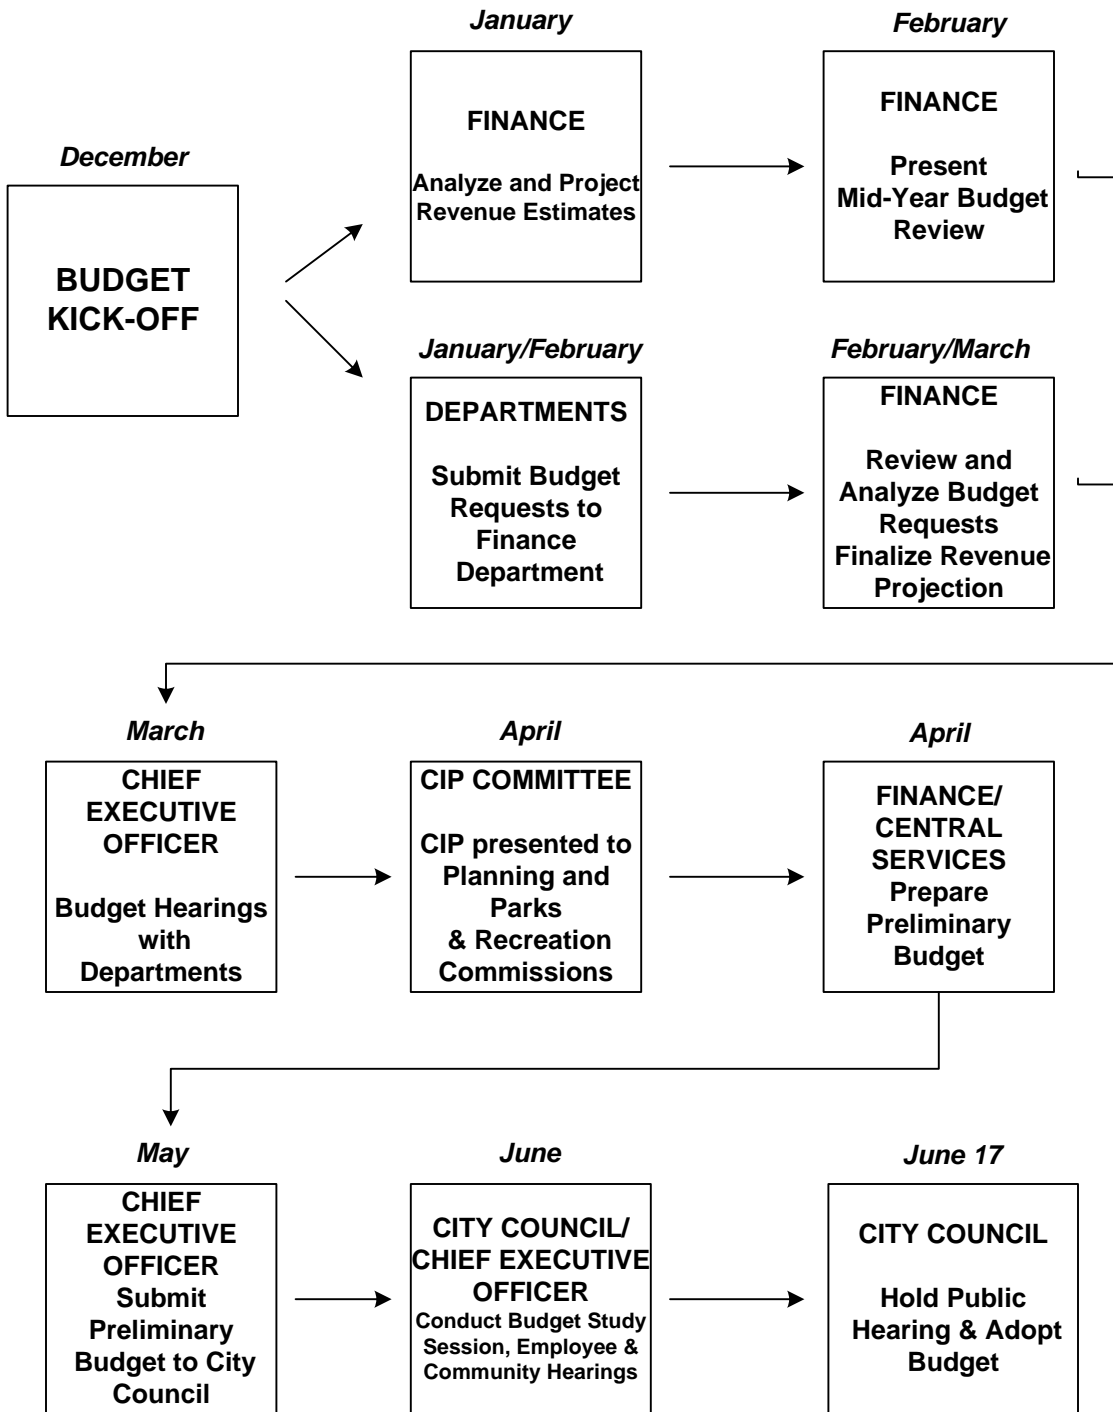 December
BUDGET
KICK-OFF
January
FINANCE
Analyze and Project
Revenue Estimates
February
FINANCE
Present
Mid-Year Budget
Review
January/February
DEPARTMENTS
Submit Budget
Requests to
Finance
Department
February/March
FINANCE
Review and
Analyze Budget
Requests
Finalize Revenue
Projection
March
CHIEF
EXECUTIVE
OFFICER
Budget Hearings
with
Departments
April
CIP COMMITTEE
CIP presented to
Planning and
Parks
& Recreation
Commissions
April
FINANCE/
CENTRAL
SERVICES
Prepare
Preliminary
Budget
May
CHIEF
EXECUTIVE
OFFICER
Submit
Preliminary
Budget to City
Council
June
CITY COUNCIL/
CHIEF EXECUTIVE
OFFICER
Conduct Budget Study
Session, Employee &
Community Hearings
June 17
CITY COUNCIL
Hold Public
Hearing & Adopt
Budget